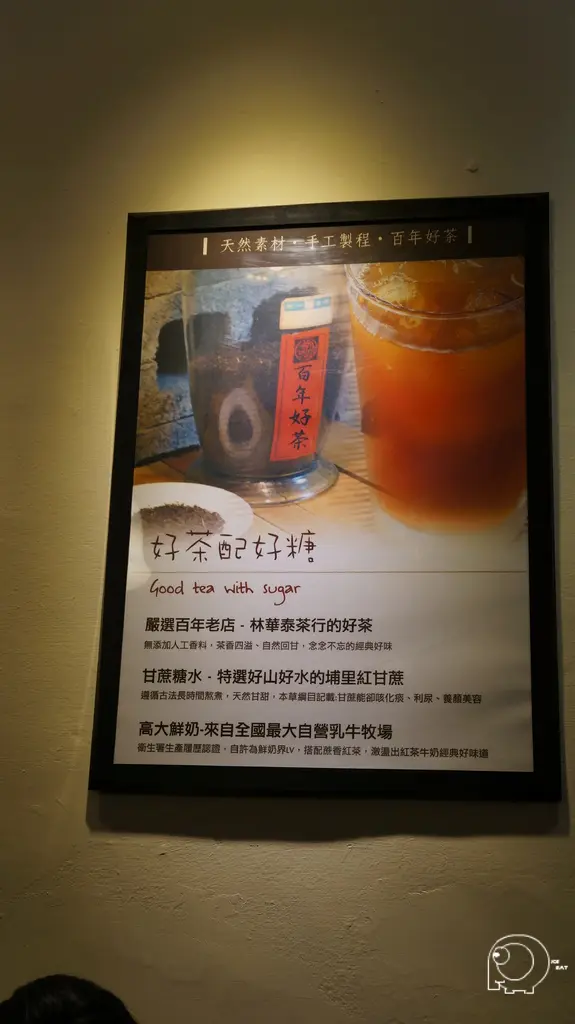 天然素材・手工製程・百年好茶
百年好茶
好茶配好糖
Good tea with sugar
嚴選百年老店 - 林華泰茶行的好茶
無添加人工香料，茶香四溢、自然回甘，念念不忘的經典好味
甘蔗糖水 - 特選好山好水的埔里紅甘蔗
遵循古法長時間熬煮，天然甘甜，本草綱目記載:甘蔗能卻咳化痰、利尿、養顏美容
高大鮮奶-來自全國最大自營乳牛牧場
衛生署生產履歷認證，自許為鮮奶界LV，搭配蔗香紅茶，激盪出紅茶牛奶經典好味道
ICE
EAT